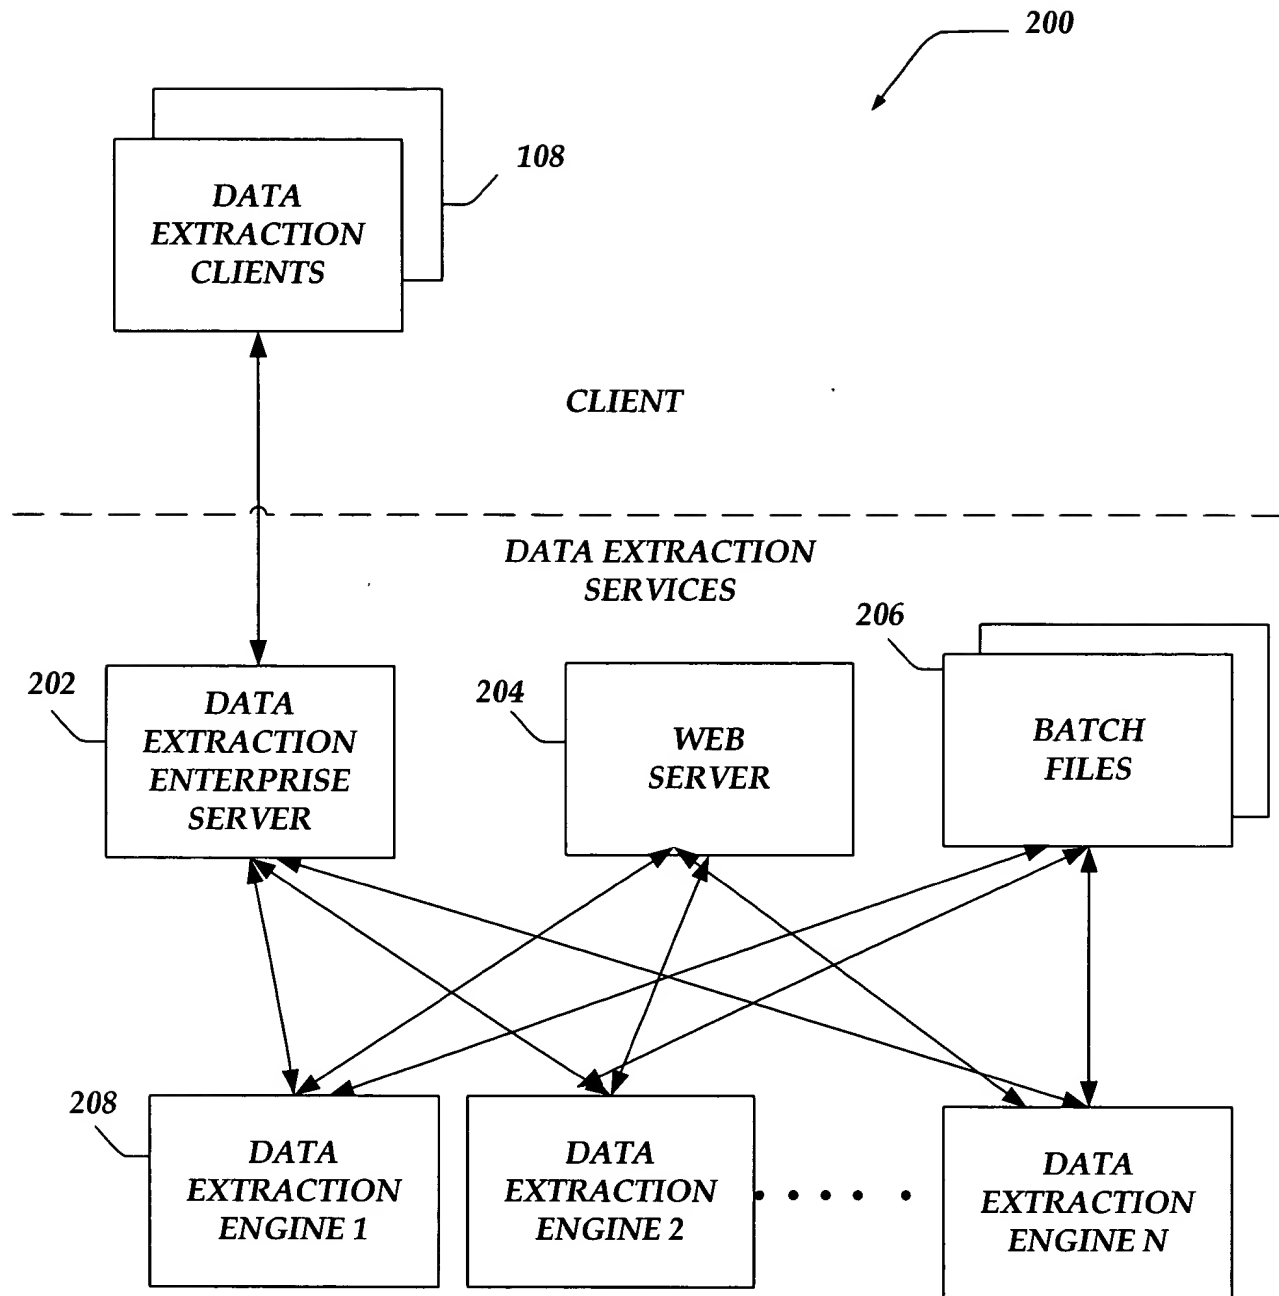 200
108
DATA
EXTRACTION
CLIENTS
CLIENT
DATA EXTRACTION
SERVICES
206
202
204
DATA
EXTRACTION
ENTERPRISE
SERVER
WEB
SERVER
BATCH
FILES
208
DATA
EXTRACTION
ENGINE 1
DATA
EXTRACTION
ENGINE 2
DATA
EXTRACTION
ENGINE N